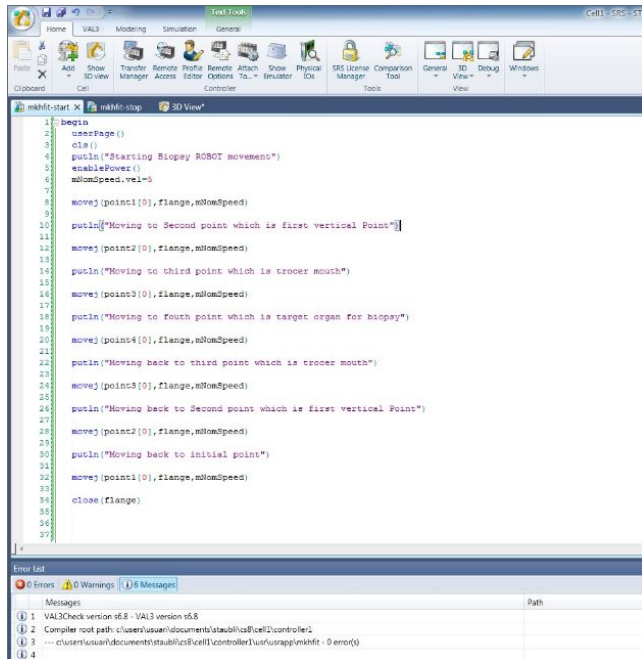 Text Tools
Cell1 - SRS - ST
Home VAL3 Modeling Simulation General
Paste
Add
Show 3D view
Transfer Manager
Remote Access
Profile Editor
Remote Options
Attach To...
Show Emulator
Physical IOs
SRS License Manager
Comparison Tool
General
3D View
Debug
Windows
Clipboard Cell Controller Tools View
mkhfit-start mkhfit-stop 3D View*
1 begin
2 userPage()
3 cls()
4 putln("Starting Biopsy ROBOT movement")
5 enablePower()
6 mNomSpeed.vel=5
7
8 movej(point1[0],flange,mNomSpeed)
9
10 putln("Moving to Second point which is first vertical Point")
11
12 movej(point2[0],flange,mNomSpeed)
13
14 putln("Moving to third point which is trocer mouth")
15
16 movej(point3[0],flange,mNomSpeed)
17
18 putln("Moving to fouth point which is target organ for biopsy")
19
20 movej(point4[0],flange,mNomSpeed)
21
22 putln("Moving back to third point which is trocer mouth")
23
24 movej(point3[0],flange,mNomSpeed)
25
26 putln("Moving back to Second point which is first vertical Point")
27
28 movej(point2[0],flange,mNomSpeed)
29
30 putln("Moving back to initial point")
31
32 movej(point1[0],flange,mNomSpeed)
33
34 close(flange)
35
36
37
Error List
0 Errors 0 Warnings 6 Messages
Messages Path
1 VAL3Check version s6.8 - VAL3 version s6.8
2 Compiler root path: c:\users\usuari\documents\staubli\cs8\cell1\controller1
3 --- c:\users\usuari\documents\staubli\cs8\cell1\controller1\usr\usrapp\mkhfit - 0 error(s)
4